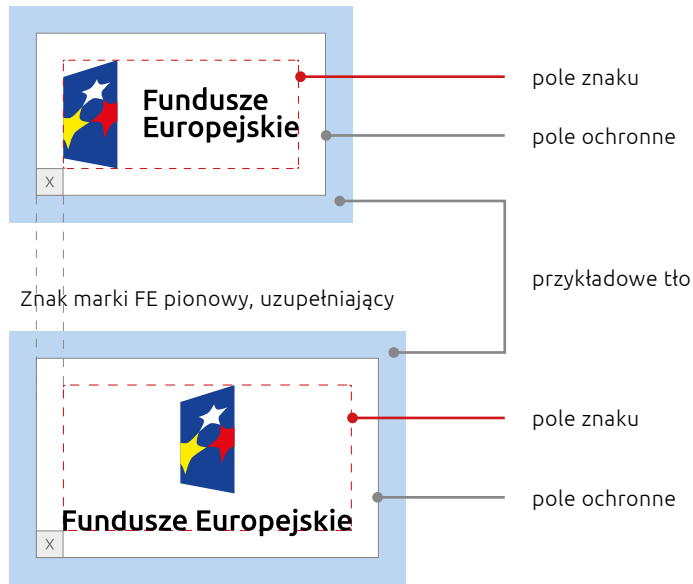 Fundusze
Europejskie
X
pole znaku
pole ochronne
przykładowe tło
Znak marki FE pionowy, uzupełniający
Fundusze Europejskie
X
pole znaku
pole ochronne